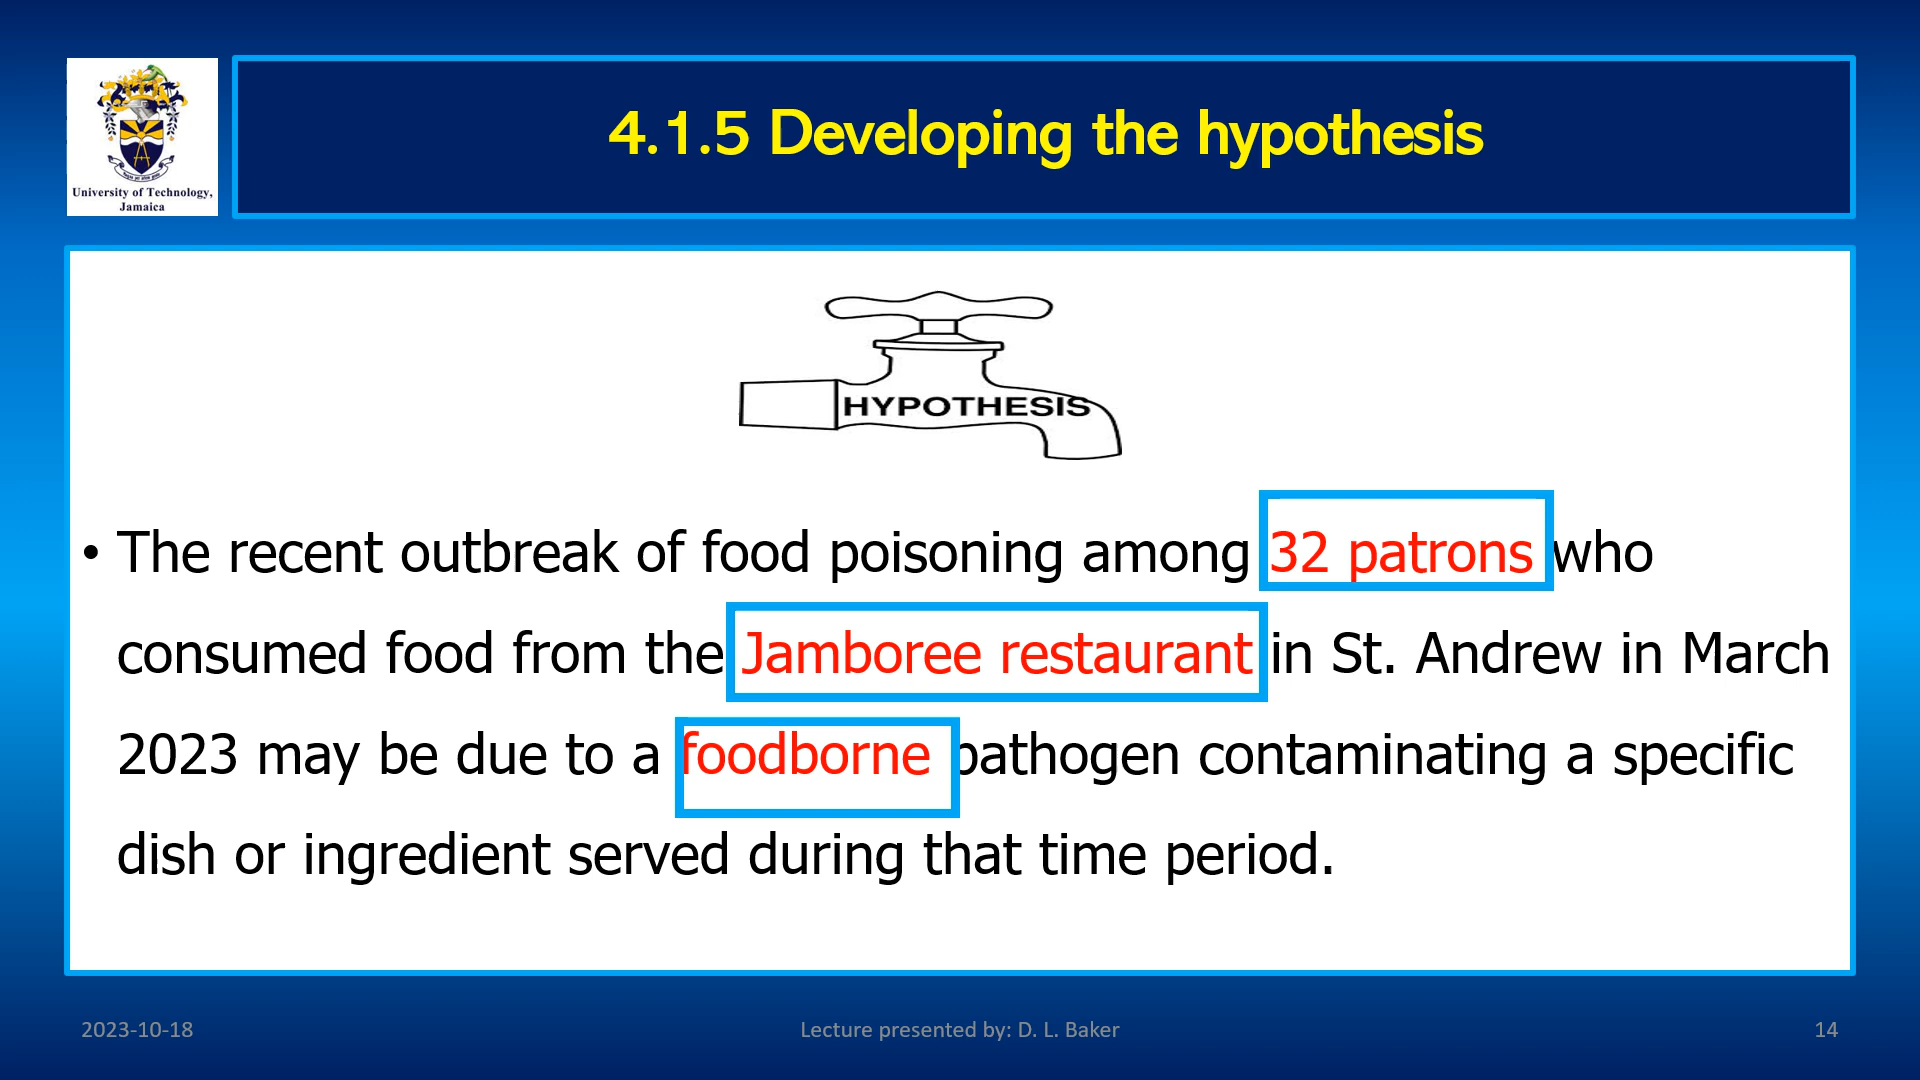 University of Technology,
Jamaica
4.1.5 Developing the hypothesis
HYPOTHESIS
• The recent outbreak of food poisoning among 32 patrons who
consumed food from the Jamboree restaurant in St. Andrew in March
2023 may be due to a foodborne pathogen contaminating a specific
dish or ingredient served during that time period.
2023-10-18
Lecture presented by: D. L. Baker
14